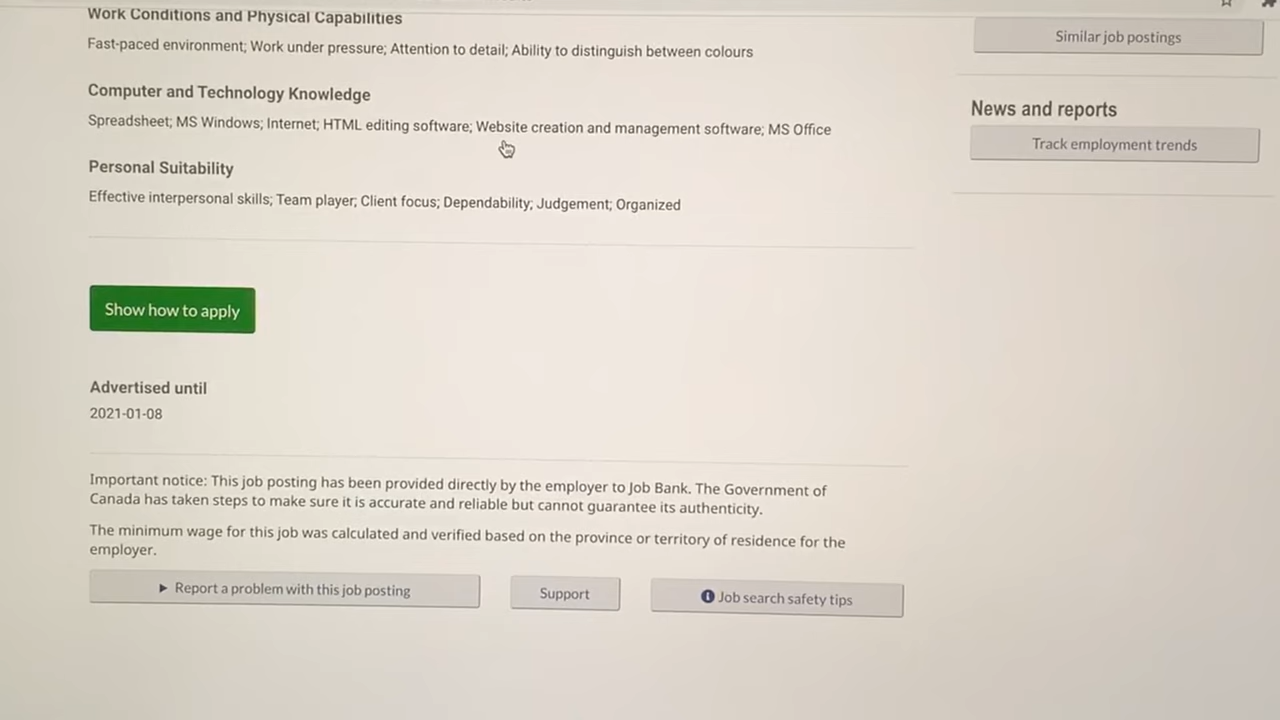 Work Conditions and Physical Capabilities
Fast-paced environment; Work under pressure; Attention to detail; Ability to distinguish between colours
Computer and Technology Knowledge
Spreadsheet; MS Windows; Internet; HTML editing software; Website creation and management software; MS Office
Personal Suitability
Effective interpersonal skills; Team player; Client focus; Dependability; Judgement; Organized
Show how to apply
Advertised until
2021-01-08
Important notice: This job posting has been provided directly by the employer to Job Bank. The Government of
Canada has taken steps to make sure it is accurate and reliable but cannot guarantee its authenticity.
The minimum wage for this job was calculated and verified based on the province or territory of residence for the
employer.
Report a problem with this job posting
Support
Job search safety tips
Similar job postings
News and reports
Track employment trends